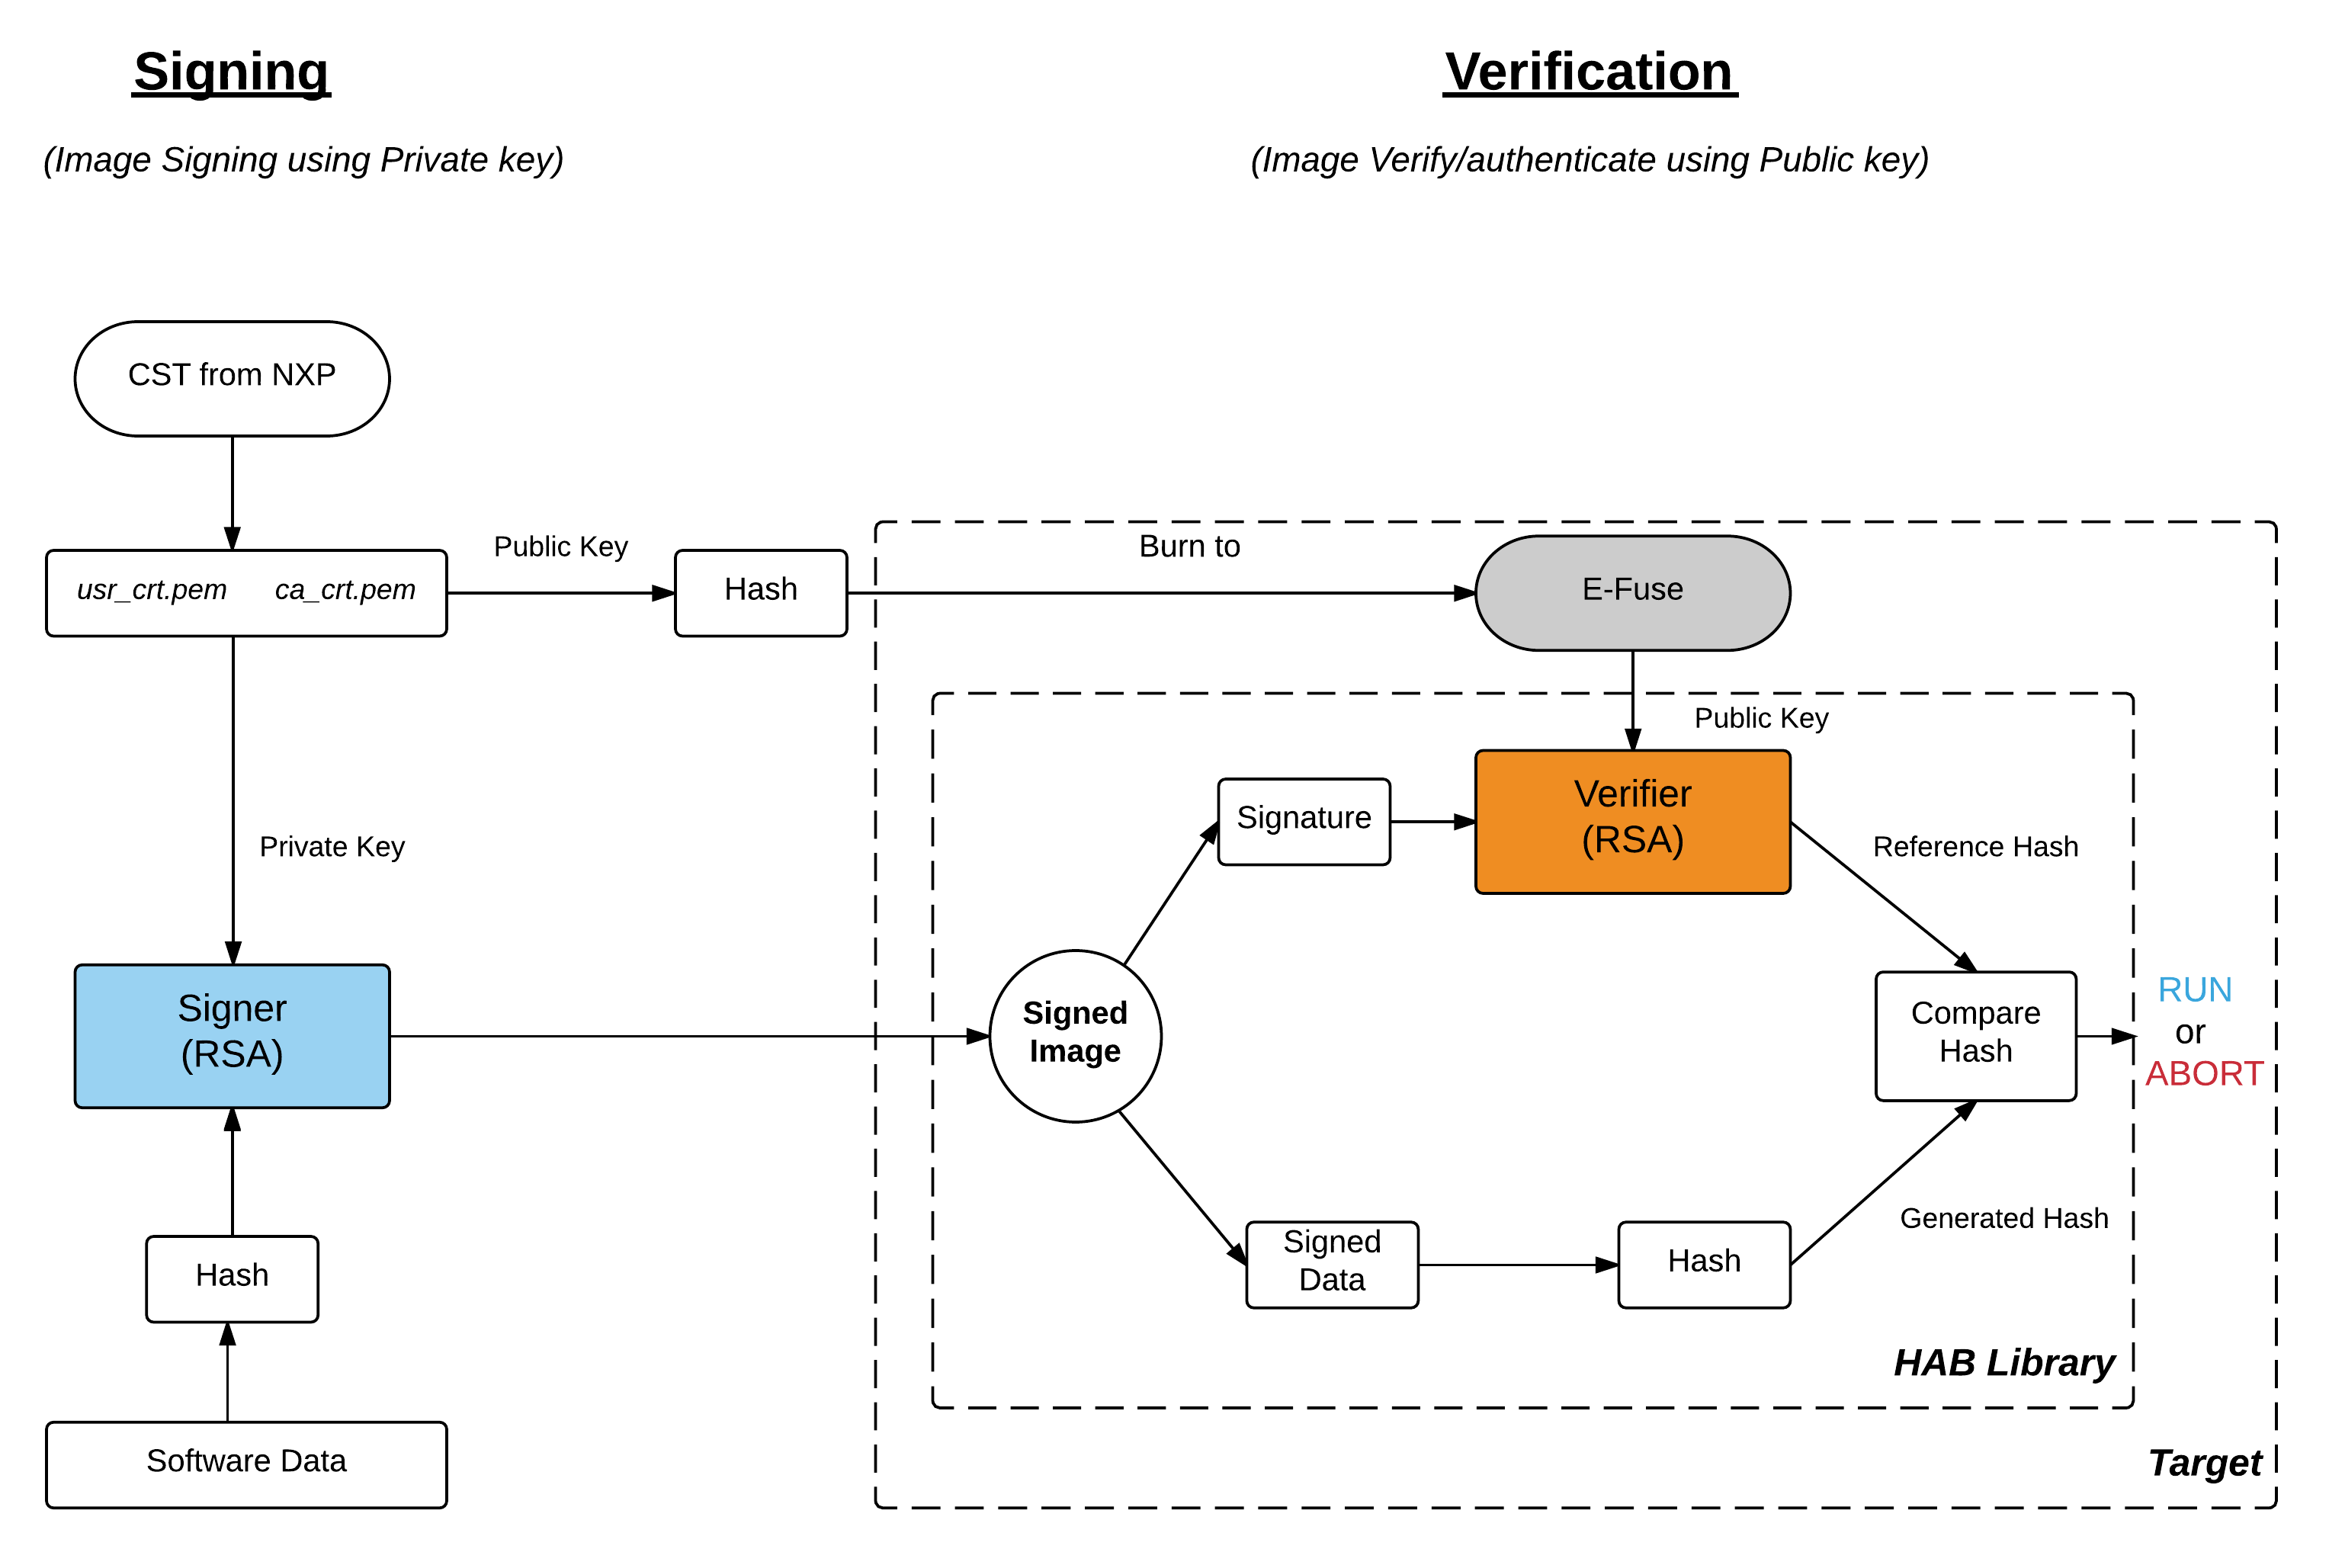 Signing
Verification
(Image Signing using Private key)
(Image Verify/authenticate using Public key)
CST from NXP
usr_crt.pem
ca_crt.pem
Public Key
Hash
Burn to
E-Fuse
Public Key
Private Key
Signature
Verifier
(RSA)
Reference Hash
Signer
(RSA)
Signed
Image
Compare
Hash
RUN
or
ABORT
Hash
Signed
Data
Hash
Generated Hash
HAB Library
Software Data
Target